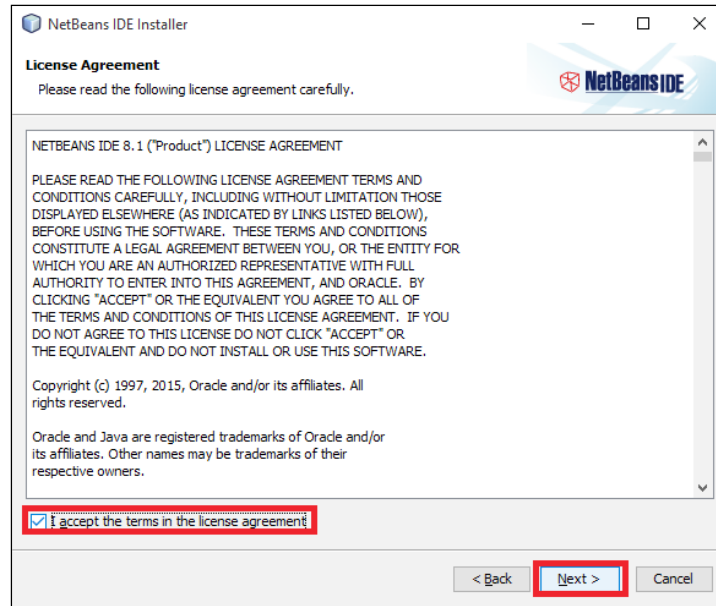 NetBeans IDE Installer
License Agreement
Please read the following license agreement carefully.
NetBeans IDE
NETBEANS IDE 8.1 ("Product") LICENSE AGREEMENT
PLEASE READ THE FOLLOWING LICENSE AGREEMENT TERMS AND
CONDITIONS CAREFULLY, INCLUDING WITHOUT LIMITATION THOSE
DISPLAYED ELSEWHERE (AS INDICATED BY LINKS LISTED BELOW),
BEFORE USING THE SOFTWARE.  THESE TERMS AND CONDITIONS
CONSTITUTE A LEGAL AGREEMENT BETWEEN YOU, OR THE ENTITY FOR
WHICH YOU ARE AN AUTHORIZED REPRESENTATIVE WITH FULL
AUTHORITY TO ENTER INTO THIS AGREEMENT, AND ORACLE.  BY
CLICKING "ACCEPT" OR THE EQUIVALENT YOU AGREE TO ALL OF
THE TERMS AND CONDITIONS OF THIS LICENSE AGREEMENT.  IF YOU
DO NOT AGREE TO THIS LICENSE DO NOT CLICK "ACCEPT" OR
THE EQUIVALENT AND DO NOT INSTALL OR USE THIS SOFTWARE.
Copyright (c) 1997, 2015, Oracle and/or its affiliates. All
rights reserved.
Oracle and Java are registered trademarks of Oracle and/or
its affiliates. Other names may be trademarks of their
respective owners.
I accept the terms in the license agreement
< Back
Next >
Cancel